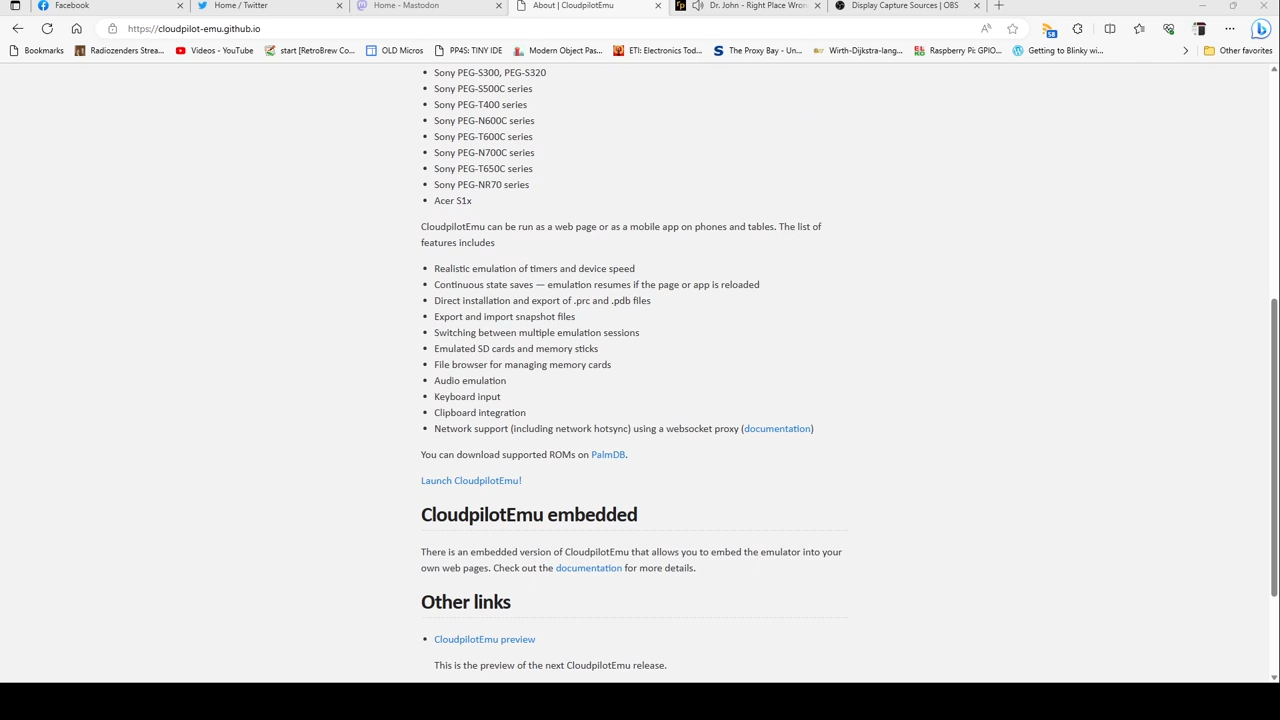 Facebook
Home / Twitter
Home - Mastodon
About | CloudpilotEmu
Dr. John - Right Place Wron
Display Capture Sources | OBS
https://cloudpilot-emu.github.io
58
Bookmarks
Radiozenders Strea...
Videos - YouTube
start [RetroBrew Co...
OLD Micros
PP4S: TINY IDE
Modern Object Pas...
ETI: Electronics Tod...
The Proxy Bay - Un...
Wirth-Dijkstra-lang...
Raspberry Pi: GPIO...
Getting to Blinky wi...
Other favorites
• Sony PEG-S300, PEG-S320
• Sony PEG-S500C series
• Sony PEG-T400 series
• Sony PEG-N600C series
• Sony PEG-T600C series
• Sony PEG-N700C series
• Sony PEG-T650C series
• Sony PEG-NR70 series
• Acer S1x
CloudpilotEmu can be run as a web page or as a mobile app on phones and tables. The list of
features includes
• Realistic emulation of timers and device speed
• Continuous state saves — emulation resumes if the page or app is reloaded
• Direct installation and export of .prc and .pdb files
• Export and import snapshot files
• Switching between multiple emulation sessions
• Emulated SD cards and memory sticks
• File browser for managing memory cards
• Audio emulation
• Keyboard input
• Clipboard integration
• Network support (including network hotsync) using a websocket proxy (documentation)
You can download supported ROMs on PalmDB.
Launch CloudpilotEmu!
CloudpilotEmu embedded
There is an embedded version of CloudpilotEmu that allows you to embed the emulator into your
own web pages. Check out the documentation for more details.
Other links
• CloudpilotEmu preview
This is the preview of the next CloudpilotEmu release.